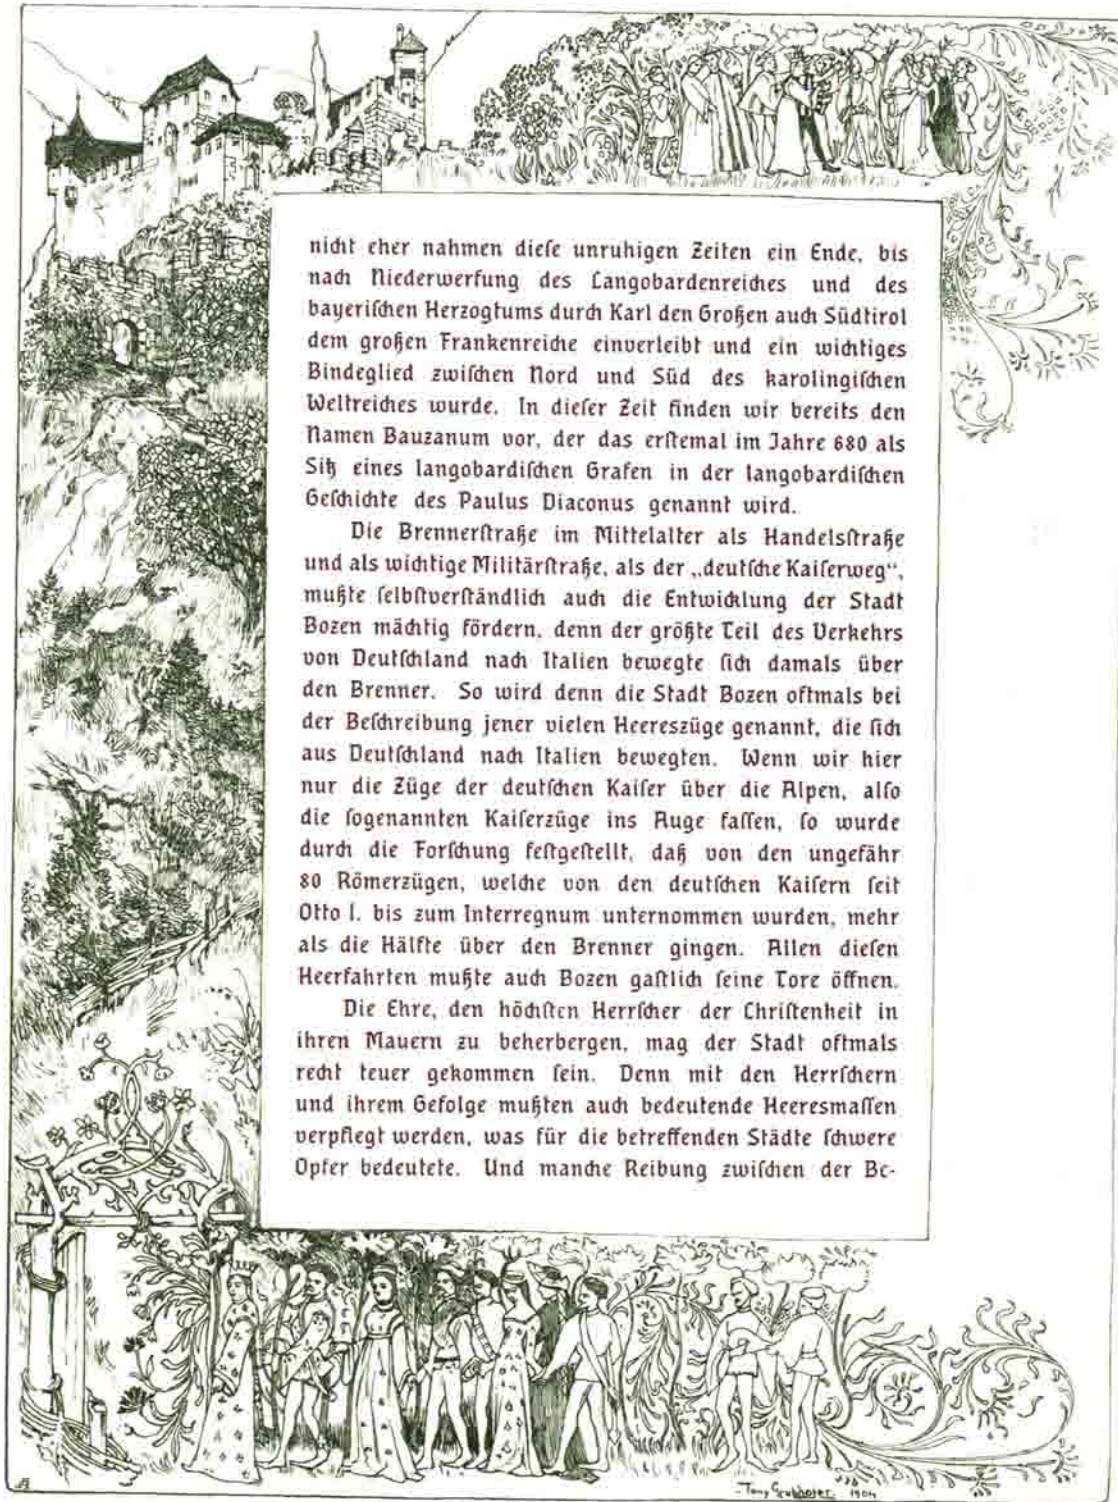 nicht eher nahmen dieſe unruhigen Zeiten ein Ende, bis
nach Niederwerfung des Langobardenreiches und des
bayeriſchen Herzogtums durch Karl den Großen auch Südtirol
dem großen Frankenreiche einverleibt und ein wichtiges
Bindeglied zwiſchen Nord und Süd des karolingiſchen
Weltreiches wurde. In dieſer Zeit finden wir bereits den
Namen Bauzanum vor, der das erſtemal im Jahre 680 als
Sitz eines langobardiſchen Grafen in der langobardiſchen
Geſchichte des Paulus Diaconus genannt wird.
Die Brennerſtraße im Mittelalter als Handelsſtraße
und als wichtige Militärſtraße, als der „deutſche Kaiſerweg“,
mußte ſelbſtverſtändlich auch die Entwicklung der Stadt
Bozen mächtig fördern, denn der größte Teil des Verkehrs
von Deutſchland nach Italien bewegte ſich damals über
den Brenner. So wird denn die Stadt Bozen oftmals bei
der Beſchreibung jener vielen Heereszüge genannt, die ſich
aus Deutſchland nach Italien bewegten. Wenn wir hier
nur die Züge der deutſchen Kaiſer über die Alpen, alſo
die ſogenannten Kaiſerzüge ins Auge faſſen, ſo wurde
durch die Forſchung feſtgeſtellt, daß von den ungefähr
80 Römerzügen, welche von den deutſchen Kaiſern ſeit
Otto I. bis zum Interregnum unternommen wurden, mehr
als die Hälfte über den Brenner gingen. Allen dieſen
Heerfahrten mußte auch Bozen gaſtlich ſeine Tore öffnen.
Die Ehre, den höchſten Herrſcher der Chriſtenheit in
ihren Mauern zu beherbergen, mag der Stadt oftmals
recht teuer gekommen ſein. Denn mit den Herrſchern
und ihrem Gefolge mußten auch bedeutende Heeresmaſſen
verpflegt werden, was für die betreffenden Städte ſchwere
Opfer bedeutete. Und manche Reibung zwiſchen der Be-
Tony Grubhofer 1904